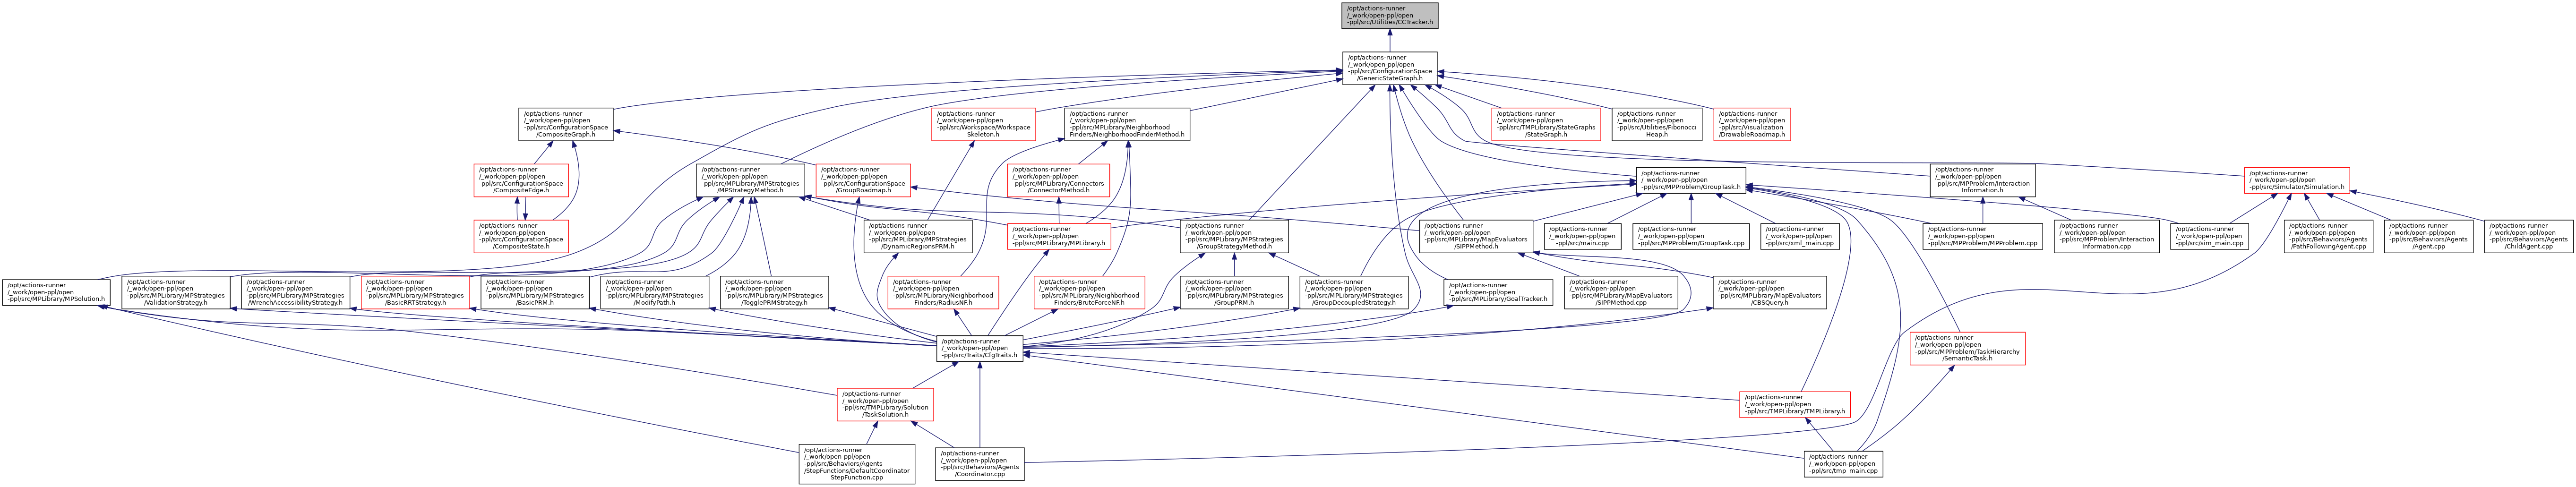 /opt/actions-runner
/_work/open-ppl/open
-ppl/src/Utilities/CCTracker.h
/opt/actions-runner
/_work/open-ppl/open
-ppl/src/ConfigurationSpace
/GenericStateGraph.h
/opt/actions-runner
/_work/open-ppl/open
-ppl/src/ConfigurationSpace
/CompositeGraph.h
/opt/actions-runner
/_work/open-ppl/open
-ppl/src/Workspace/Workspace
Skeleton.h
/opt/actions-runner
/_work/open-ppl/open
-ppl/src/MPLibrary/Neighborhood
Finders/NeighborhoodFinderMethod.h
/opt/actions-runner
/_work/open-ppl/open
-ppl/src/TMPLibrary/StateGraphs
/StateGraph.h
/opt/actions-runner
/_work/open-ppl/open
-ppl/src/Utilities/Fibonocci
Heap.h
/opt/actions-runner
/_work/open-ppl/open
-ppl/src/Visualization
/DrawableRoadmap.h
/opt/actions-runner
/_work/open-ppl/open
-ppl/src/ConfigurationSpace
/CompositeEdge.h
/opt/actions-runner
/_work/open-ppl/open
-ppl/src/MPLibrary/MPStrategies
/MPStrategyMethod.h
/opt/actions-runner
/_work/open-ppl/open
-ppl/src/ConfigurationSpace
/GroupRoadmap.h
/opt/actions-runner
/_work/open-ppl/open
-ppl/src/MPLibrary/Connectors
/ConnectorMethod.h
/opt/actions-runner
/_work/open-ppl/open
-ppl/src/MPProblem/GroupTask.h
/opt/actions-runner
/_work/open-ppl/open
-ppl/src/MPProblem/Interaction
Information.h
/opt/actions-runner
/_work/open-ppl/open
-ppl/src/Simulator/Simulation.h
/opt/actions-runner
/_work/open-ppl/open
-ppl/src/ConfigurationSpace
/CompositeState.h
/opt/actions-runner
/_work/open-ppl/open
-ppl/src/MPLibrary/MPStrategies
/DynamicRegionsPRM.h
/opt/actions-runner
/_work/open-ppl/open
-ppl/src/MPLibrary/MPLibrary.h
/opt/actions-runner
/_work/open-ppl/open
-ppl/src/MPLibrary/MPStrategies
/GroupStrategyMethod.h
/opt/actions-runner
/_work/open-ppl/open
-ppl/src/MPLibrary/MapEvaluators
/SIPPMethod.h
/opt/actions-runner
/_work/open-ppl/open
-ppl/src/main.cpp
/opt/actions-runner
/_work/open-ppl/open
-ppl/src/MPProblem/GroupTask.cpp
/opt/actions-runner
/_work/open-ppl/open
-ppl/src/xml_main.cpp
/opt/actions-runner
/_work/open-ppl/open
-ppl/src/MPProblem/MPProblem.cpp
/opt/actions-runner
/_work/open-ppl/open
-ppl/src/MPProblem/Interaction
Information.cpp
/opt/actions-runner
/_work/open-ppl/open
-ppl/src/sim_main.cpp
/opt/actions-runner
/_work/open-ppl/open
-ppl/src/Behaviors/Agents
/PathFollowingAgent.cpp
/opt/actions-runner
/_work/open-ppl/open
-ppl/src/Behaviors/Agents
/Agent.cpp
/opt/actions-runner
/_work/open-ppl/open
-ppl/src/Behaviors/Agents
/ChildAgent.cpp
/opt/actions-runner
/_work/open-ppl/open
-ppl/src/MPLibrary/MPSolution.h
/opt/actions-runner
/_work/open-ppl/open
-ppl/src/MPLibrary/MPStrategies
/ValidationStrategy.h
/opt/actions-runner
/_work/open-ppl/open
-ppl/src/MPLibrary/MPStrategies
/WrenchAccessibilityStrategy.h
/opt/actions-runner
/_work/open-ppl/open
-ppl/src/MPLibrary/MPStrategies
/BasicRRTStrategy.h
/opt/actions-runner
/_work/open-ppl/open
-ppl/src/MPLibrary/MPStrategies
/BasicPRM.h
/opt/actions-runner
/_work/open-ppl/open
-ppl/src/MPLibrary/MPStrategies
/ModifyPath.h
/opt/actions-runner
/_work/open-ppl/open
-ppl/src/MPLibrary/MPStrategies
/TogglePRMStrategy.h
/opt/actions-runner
/_work/open-ppl/open
-ppl/src/MPLibrary/Neighborhood
Finders/RadiusNF.h
/opt/actions-runner
/_work/open-ppl/open
-ppl/src/MPLibrary/Neighborhood
Finders/BruteForceNF.h
/opt/actions-runner
/_work/open-ppl/open
-ppl/src/MPLibrary/MPStrategies
/GroupPRM.h
/opt/actions-runner
/_work/open-ppl/open
-ppl/src/MPLibrary/MPStrategies
/GroupDecoupledStrategy.h
/opt/actions-runner
/_work/open-ppl/open
-ppl/src/MPLibrary/GoalTracker.h
/opt/actions-runner
/_work/open-ppl/open
-ppl/src/MPLibrary/MapEvaluators
/SIPPMethod.cpp
/opt/actions-runner
/_work/open-ppl/open
-ppl/src/MPLibrary/MapEvaluators
/CBSQuery.h
/opt/actions-runner
/_work/open-ppl/open
-ppl/src/Traits/CfgTraits.h
/opt/actions-runner
/_work/open-ppl/open
-ppl/src/MPProblem/TaskHierarchy
/SemanticTask.h
/opt/actions-runner
/_work/open-ppl/open
-ppl/src/TMPLibrary/Solution
/TaskSolution.h
/opt/actions-runner
/_work/open-ppl/open
-ppl/src/TMPLibrary/TMPLibrary.h
/opt/actions-runner
/_work/open-ppl/open
-ppl/src/Behaviors/Agents
/StepFunctions/DefaultCoordinator
StepFunction.cpp
/opt/actions-runner
/_work/open-ppl/open
-ppl/src/Behaviors/Agents
/Coordinator.cpp
/opt/actions-runner
/_work/open-ppl/open
-ppl/src/tmp_main.cpp